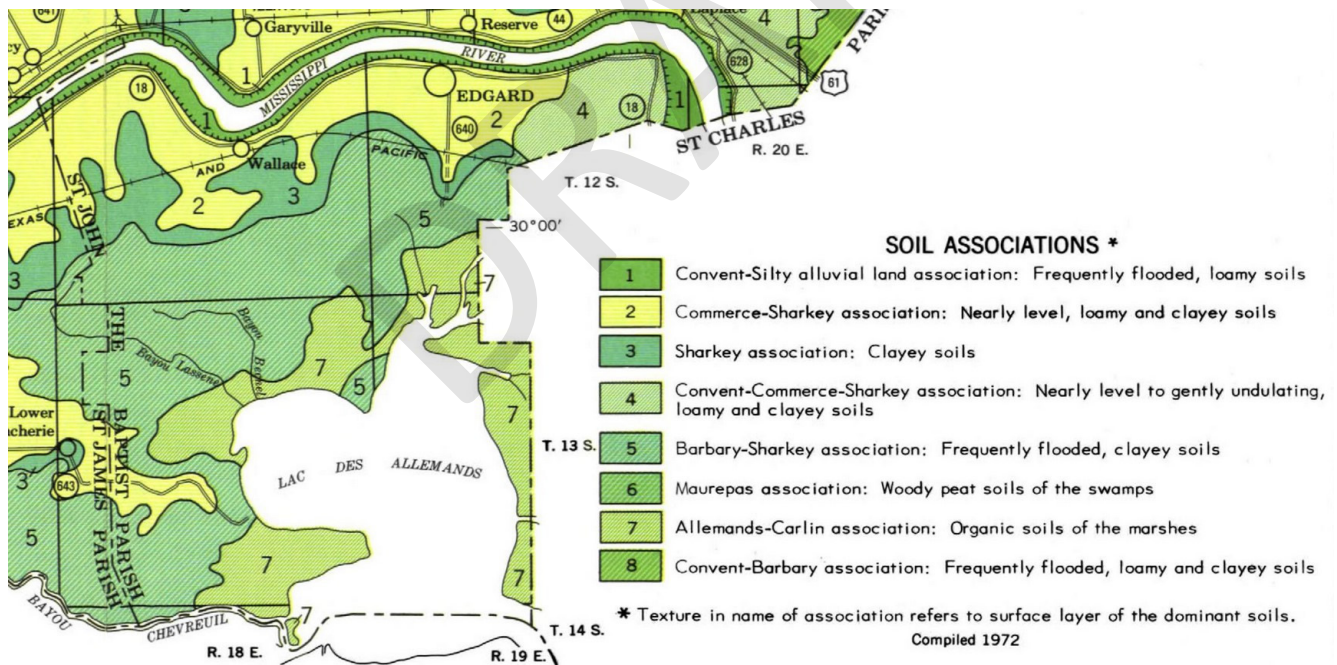 641
Garyville
Reserve
44
Laplace
4
PARI
cy
RIVER
628
61
1
MISSISSIPPI
18
EDGARD
4
18
1
1
640
2
ST CHARLES
R. 20 E.
Wallace
PACIFIC
AND
T. 12 S.
ST JOHN
2
3
EXAS
5
30°00'
3
7
SOIL ASSOCIATIONS *
1 Convent-Silty alluvial land association: Frequently flooded, loamy soils
2 Commerce-Sharkey association: Nearly level, loamy and clayey soils
3 Sharkey association: Clayey soils
4 Convent-Commerce-Sharkey association: Nearly level to gently undulating,
loamy and clayey soils
5 Barbary-Sharkey association: Frequently flooded, clayey soils
6 Maurepas association: Woody peat soils of the swamps
7 Allemands-Carlin association: Organic soils of the marshes
8 Convent-Barbary association: Frequently flooded, loamy and clayey soils
* Texture in name of association refers to surface layer of the dominant soils.
Compiled 1972
THE
Bayou
Bechel
Bayou Lassene
7
5
5
7
Lower
cherie
BAPTIST PARISH
ST JAMES PARISH
T. 13 S.
LAC DES ALLEMANDS
3
643
5
7
7
7
BAYOU
CHEVREUIL
T. 14 S.
R. 18 E.
R. 19 E.
DRA